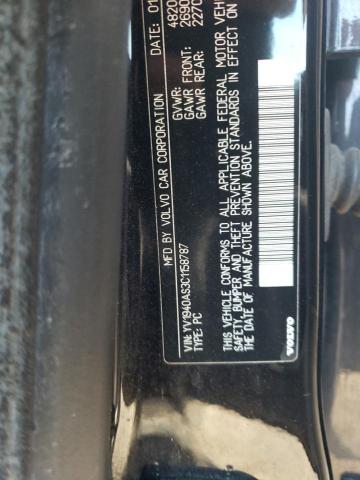 MFD BY VOLVO CAR CORPORATION DATE: 01
GVWR: 4820
GAWR FRONT: 2690
GAWR REAR: 2270
VIN: YV1940AS3C1158787
TYPE: PC
THIS VEHICLE CONFORMS TO ALL APPLICABLE FEDERAL MOTOR VEHI
SAFETY, BUMPER AND THEFT PREVENTION STANDARDS IN EFFECT ON
THE DATE OF MANUFACTURE SHOWN ABOVE.
VOLVO